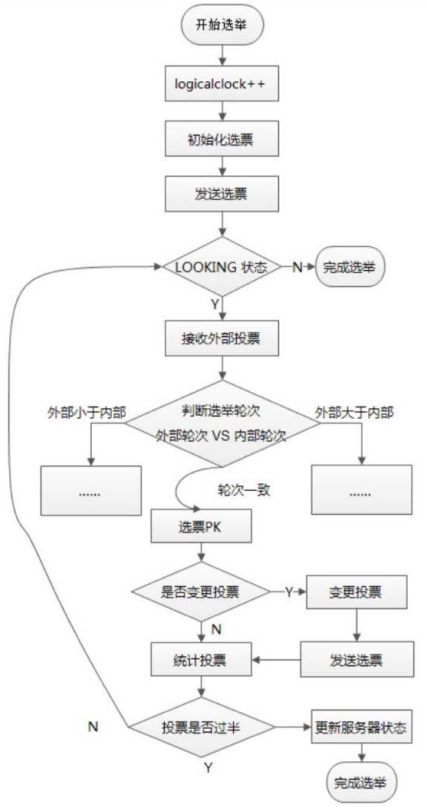 开始选举
logicalclock++
初始化选票
发送选票
LOOKING 状态
N
完成选举
Y
接收外部投票
外部小于内部
判断选举轮次
外部轮次 VS 内部轮次
外部大于内部
……
……
轮次一致
选票PK
是否变更投票
Y
变更投票
N
统计投票
发送选票
N
投票是否过半
更新服务器状态
Y
完成选举